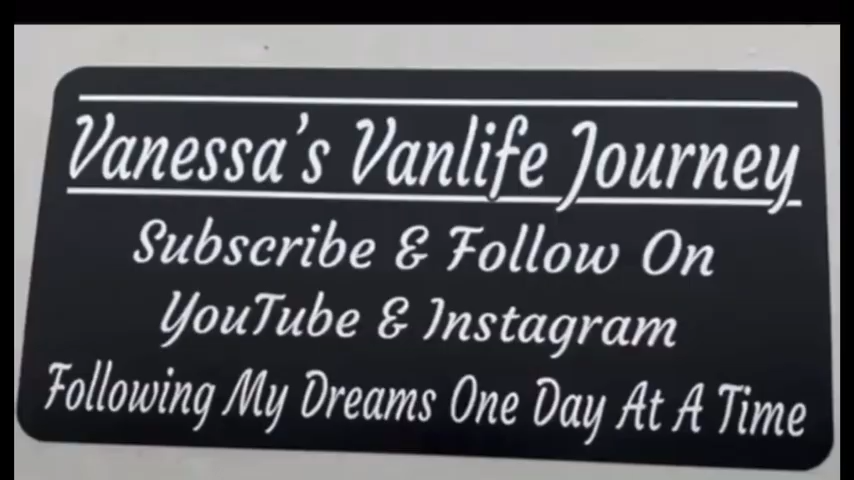 Vanessa's Vanlife Journey
Subscribe & Follow On
YouTube & Instagram
Following My Dreams One Day At A Time